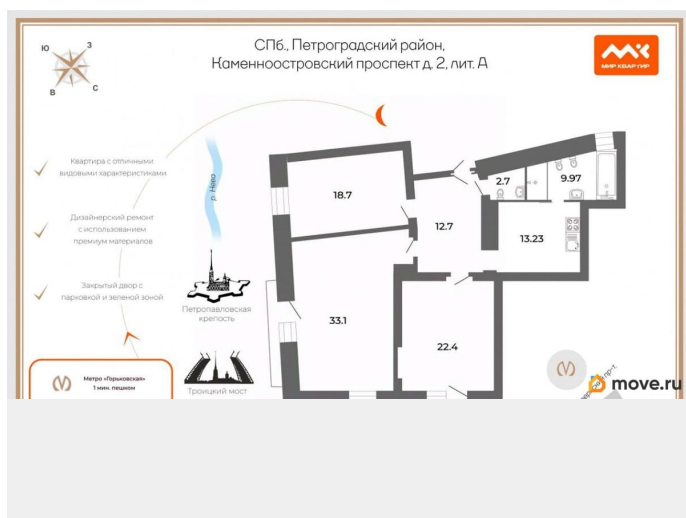 Ю
З
В
С
СПб., Петроградский район,
Каменноостровский проспект д. 2, лит. А
МИР КВАРТИР
Квартира с отличными
видовыми характеристиками
Дизайнерский ремонт
с использованием
премиум материалов
Закрытый двор с
парковкой и зеленой зоной
р. Нева
Петропавловская
крепость
Троицкий мост
Метро «Горьковская»
1 мин. пешком
18.7
12.7
2.7
9.97
13.23
33.1
22.4
move.ru